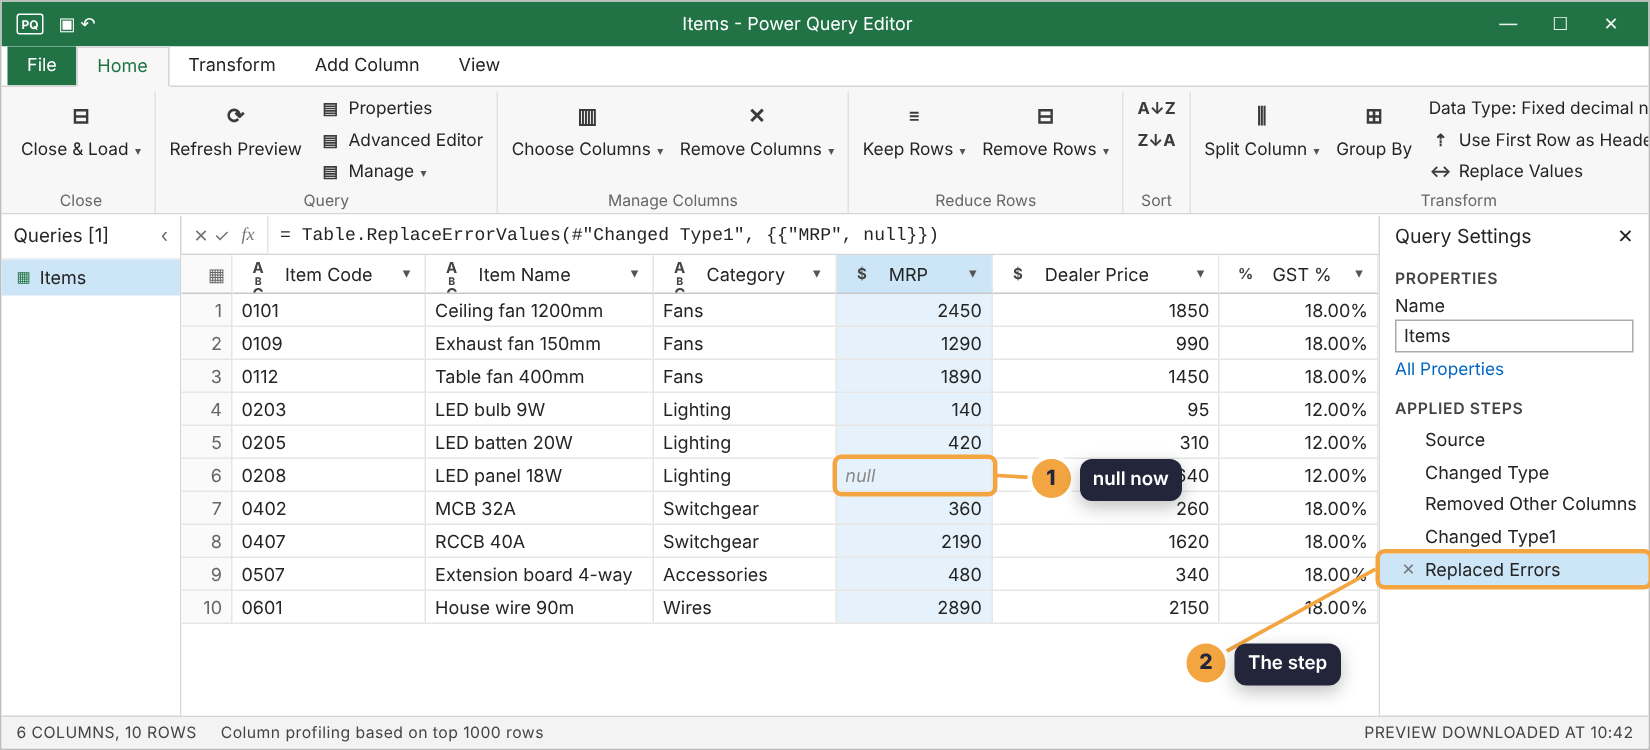 PQ
Items - Power Query Editor
File Home Transform Add Column View
Close & Load
Close
Refresh Preview
Properties
Advanced Editor
Manage
Query
Choose Columns
Remove Columns
Manage Columns
Keep Rows
Remove Rows
Reduce Rows
A↓Z
Z↓A
Sort
Split Column
Group By
Data Type: Fixed decimal n
Use First Row as Heade
Replace Values
Transform
Queries [1]
Items
fx = Table.ReplaceErrorValues(#"Changed Type1", {{"MRP", null}})
ABC Item Code ABC Item Name ABC Category $ MRP $ Dealer Price % GST %
1 0101 Ceiling fan 1200mm Fans 2450 1850 18.00%
2 0109 Exhaust fan 150mm Fans 1290 990 18.00%
3 0112 Table fan 400mm Fans 1890 1450 18.00%
4 0203 LED bulb 9W Lighting 140 95 12.00%
5 0205 LED batten 20W Lighting 420 310 12.00%
6 0208 LED panel 18W Lighting null 1 null now 40 12.00%
7 0402 MCB 32A Switchgear 360 260 18.00%
8 0407 RCCB 40A Switchgear 2190 1620 18.00%
9 0507 Extension board 4-way Accessories 480 340 18.00%
10 0601 House wire 90m Wires 2890 2150 18.00%
2 The step
Query Settings
PROPERTIES
Name
Items
All Properties
APPLIED STEPS
Source
Changed Type
Removed Other Columns
Changed Type1
Replaced Errors
6 COLUMNS, 10 ROWS Column profiling based on top 1000 rows PREVIEW DOWNLOADED AT 10:42